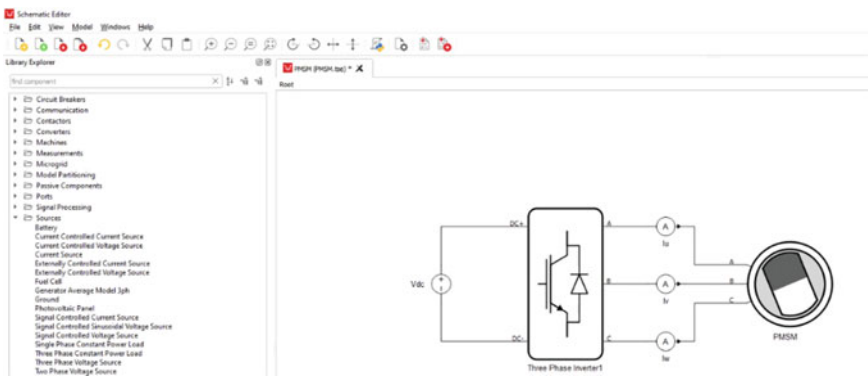 Schematic Editor
File Edit View Model Windows Help
Library Explorer
find component
Circuit Breakers
Communication
Contactors
Converters
Machines
Measurements
Microgrid
Model Partitioning
Passive Components
Ports
Signal Processing
Sources
Battery
Current Controlled Current Source
Current Controlled Voltage Source
Current Source
Externally Controlled Current Source
Externally Controlled Voltage Source
Fuel Cell
Generator Average Model 3ph
Ground
Photovoltaic Panel
Signal Controlled Current Source
Signal Controlled Sinusoidal Voltage Source
Signal Controlled Voltage Source
Single Phase Constant Power Load
Three Phase Constant Power Load
Three Phase Voltage Source
Two Phase Voltage Source
PMSM [PMSM.tse] *
Root
DC+
A
A
Iu
A
Vdc
B
A
B
Iv
C
DC-
C
A
Iw
PMSM
Three Phase Inverter1